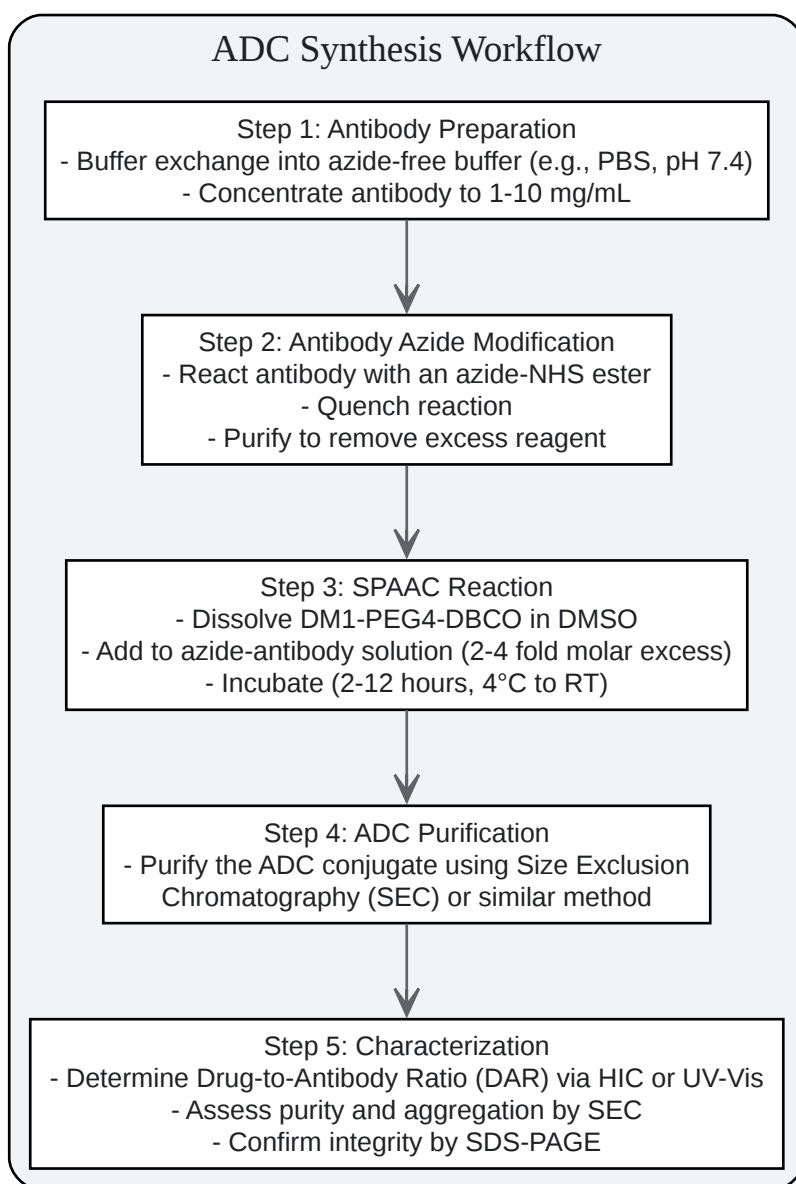 ADC Synthesis Workflow
Step 1: Antibody Preparation
- Buffer exchange into azide-free buffer (e.g., PBS, pH 7.4)
- Concentrate antibody to 1-10 mg/mL
Step 2: Antibody Azide Modification
- React antibody with an azide-NHS ester
- Quench reaction
- Purify to remove excess reagent
Step 3: SPAAC Reaction
- Dissolve DM1-PEG4-DBCO in DMSO
- Add to azide-antibody solution (2-4 fold molar excess)
- Incubate (2-12 hours, 4°C to RT)
Step 4: ADC Purification
- Purify the ADC conjugate using Size Exclusion
Chromatography (SEC) or similar method
Step 5: Characterization
- Determine Drug-to-Antibody Ratio (DAR) via HIC or UV-Vis
- Assess purity and aggregation by SEC
- Confirm integrity by SDS-PAGE